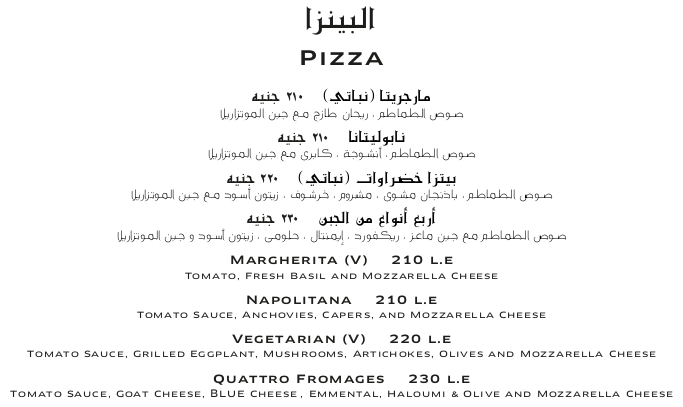 البيتزا
PIZZA
مارجريتا (نباتي) ٢١٠ جنيه
صوص الطماطم ، ريحان طازج مع جبن الموتزاريلا
نابوليتانا ٢١٠ جنيه
صوص الطماطم ، أنشوجة ، كابرى مع جبن الموتزاريلا
بيتزا خضراوات (نباتي) ٢٢٠ جنيه
صوص الطماطم، باذنجان مشوى ، مشروم ، خرشوف ، زيتون أسود مع جبن الموتزاريلا
أربع أنواع من الجبن ٢٣٠ جنيه
صوص الطماطم مع جبن ماعز ، ريكفورد ، إيمنتال ، حلومى ، زيتون أسود و جبن الموتزاريلا
MARGHERITA (V) 210 L.E
TOMATO, FRESH BASIL AND MOZZARELLA CHEESE
NAPOLITANA 210 L.E
TOMATO SAUCE, ANCHOVIES, CAPERS, AND MOZZARELLA CHEESE
VEGETARIAN (V) 220 L.E
TOMATO SAUCE, GRILLED EGGPLANT, MUSHROOMS, ARTICHOKES, OLIVES AND MOZZARELLA CHEESE
QUATTRO FROMAGES 230 L.E
TOMATO SAUCE, GOAT CHEESE, BLUE CHEESE, EMMENTAL, HALOUMI & OLIVE AND MOZZARELLA CHEESE